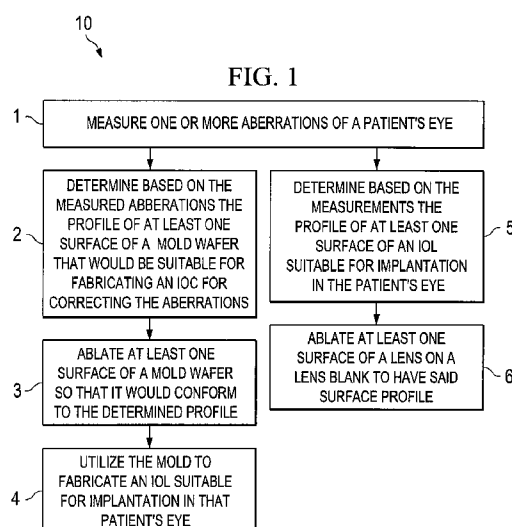 10
FIG. 1
1
MEASURE ONE OR MORE ABERRATIONS OF A PATIENT'S EYE
2
DETERMINE BASED ON THE
MEASURED ABBERATIONS THE
PROFILE OF AT LEAST ONE
SURFACE OF A MOLD WAFER
THAT WOULD BE SUITABLE FOR
FABRICATING AN IOC FOR
CORRECTING THE ABERRATIONS
DETERMINE BASED ON THE
MEASUREMENTS THE
PROFILE OF AT LEAST ONE
SURFACE OF AN IOL
SUITABLE FOR IMPLANTATION
IN THE PATIENT'S EYE
5
3
ABLATE AT LEAST ONE
SURFACE OF A MOLD WAFER
SO THAT IT WOULD CONFORM
TO THE DETERMINED PROFILE
ABLATE AT LEAST ONE
SURFACE OF A LENS ON A
LENS BLANK TO HAVE SAID
SURFACE PROFILE
6
4
UTILIZE THE MOLD TO
FABRICATE AN IOL SUITABLE
FOR IMPLANTATION IN THAT
PATIENT'S EYE